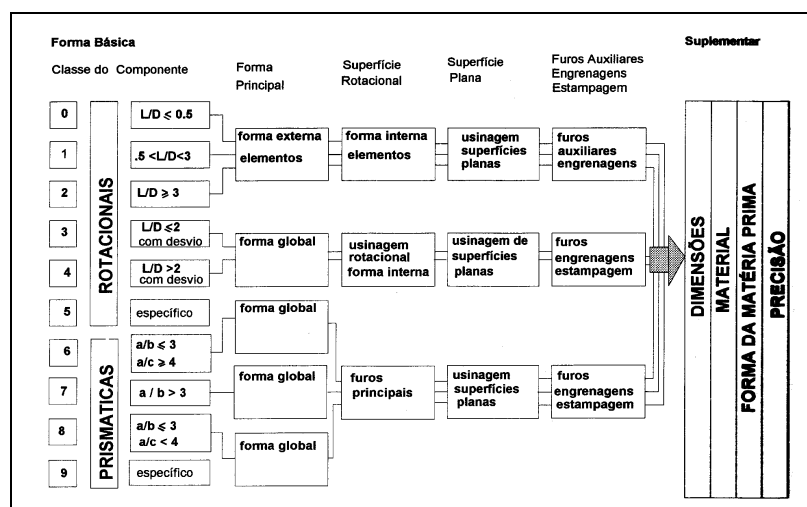 Forma Básica
Suplementar
Classe do Componente
Forma
Principal
Superfície
Rotacional
Superfície
Plana
Furos Auxiliares
Engrenagens
Estampagem
0
L/D ⩽ 0.5
1
.5 <L/D<3
2
L/D ⩾ 3
3
L/D ⩽2
com desvio
4
L/D >2
com desvio
5
específico
6
a/b ⩽ 3
a/c ⩾ 4
7
a / b > 3
8
a/b ⩽ 3
a/c < 4
9
específico
ROTACIONAIS
PRISMATICAS
forma externa
elementos
forma interna
elementos
usinagem
superfícies
planas
furos
auxiliares
engrenagens
forma global
usinagem
rotacional
forma interna
usinagem de
superfícies
planas
furos
engrenagens
estampagem
forma global
forma global
forma global
furos
principais
usinagem
superfícies
planas
furos
engrenagens
estampagem
DIMENSÕES
MATERIAL
FORMA DA MATÉRIA PRIMA
PRECISÃO